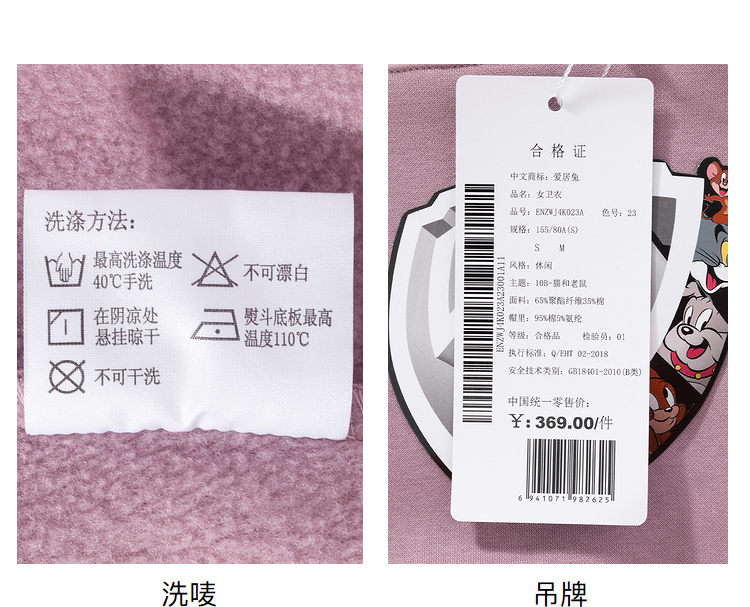 洗涤方法:
最高洗涤温度
40℃手洗
不可漂白
在阴凉处
悬挂晾干
熨斗底板最高
温度110℃
不可干洗
合格证
中文商标: 爱居兔
品名: 女卫衣
品号: ENZWJ4K023A 色号: 23
规格: 155/80A(S)
S M
风格: 休闲
主题: 10B-猫和老鼠
面料: 65%聚酯纤维35%棉
帽里: 95%棉5%氨纶
等级: 合格品 检验员: 01
执行标准: Q/EHT 02-2018
安全技术类别: GB18401-2010(B类)
中国统一零售价:
¥: 369.00/件
6 941071 982625
ENZWJ4K023A23001A11
洗唛
吊牌